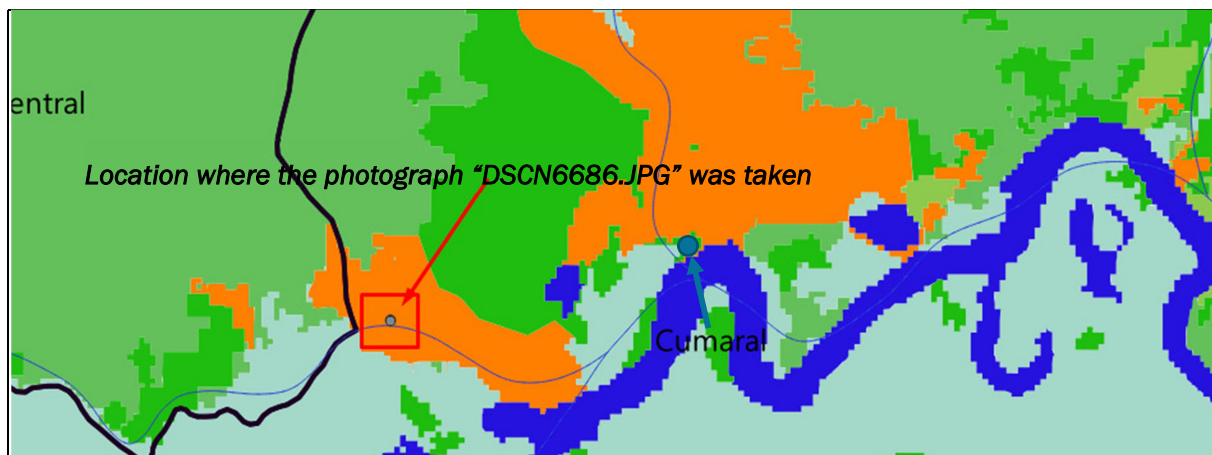 entral
Location where the photograph “DSCN6686.JPG” was taken
Cumaral